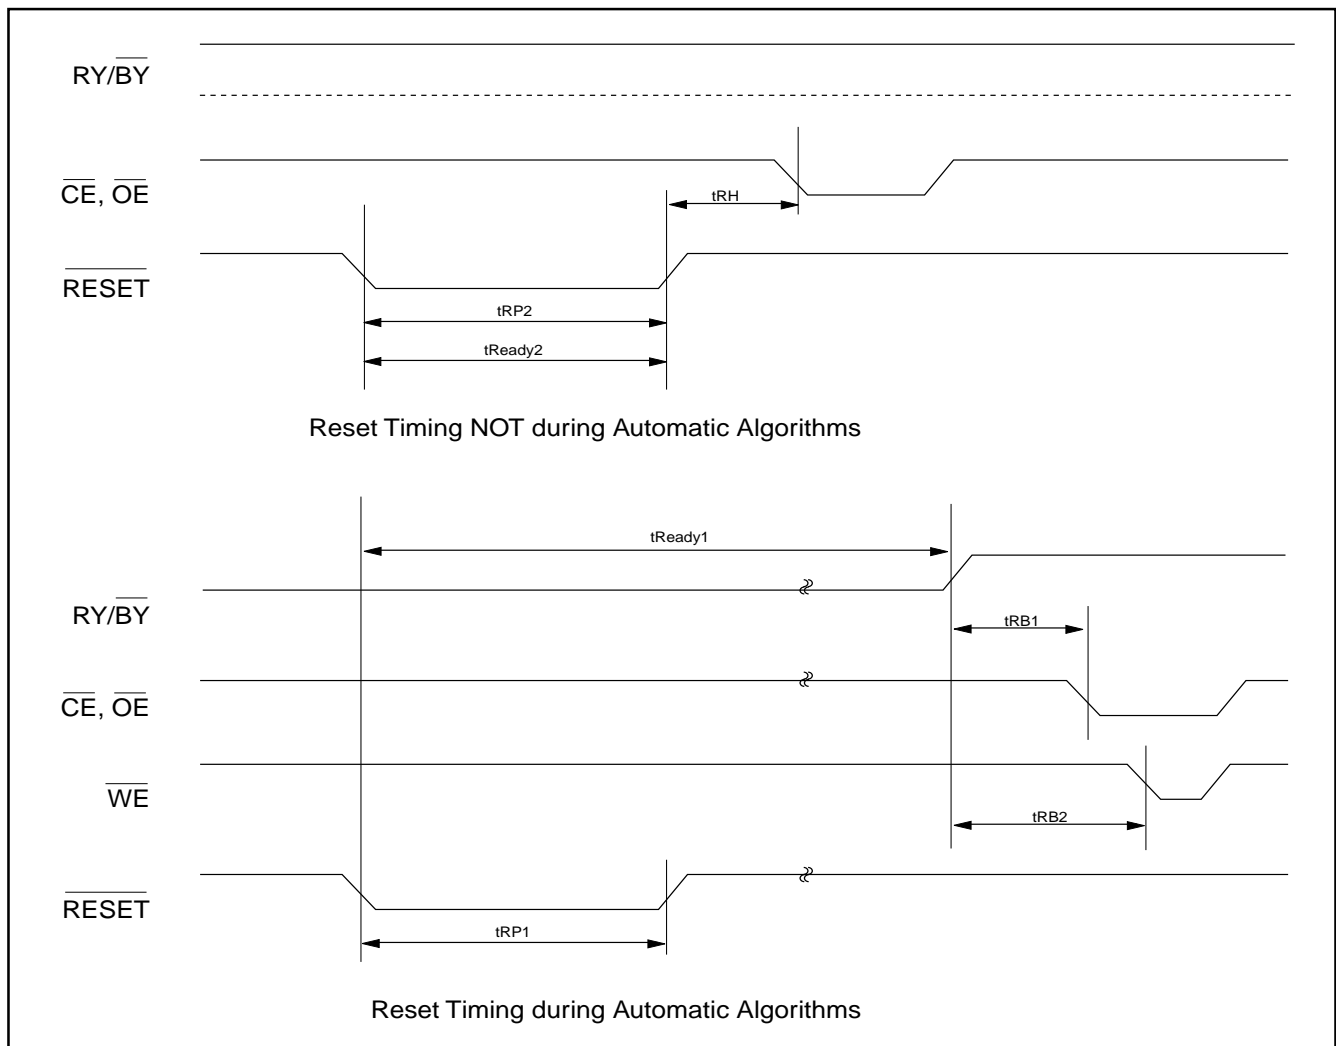 RY/BY
CE, OE
tRH
RESET
tRP2
tReady2
Reset Timing NOT during Automatic Algorithms
tReady1
RY/BY
tRB1
CE, OE
WE
tRB2
RESET
tRP1
Reset Timing during Automatic Algorithms